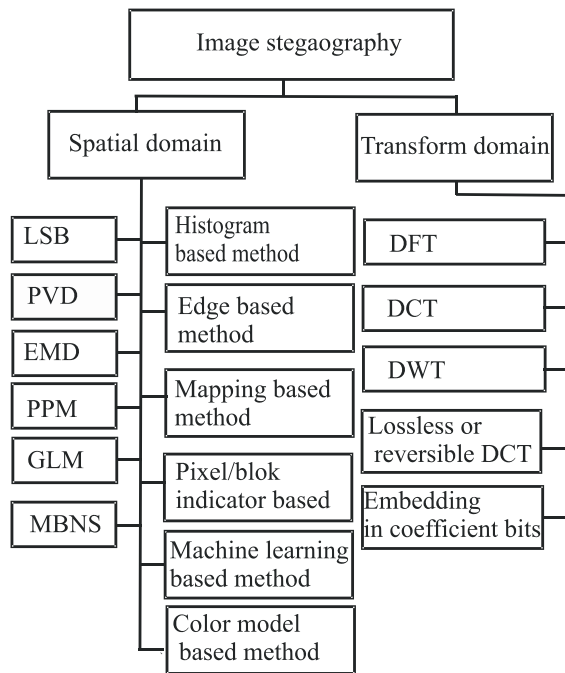 Image stegaography
Spatial domain
Transform domain
LSB
PVD
EMD
PPM
GLM
MBNS
Histogram
based method
Edge based
method
Mapping based
method
Pixel/blok
indicator based
Machine learning
based method
Color model
based method
DFT
DCT
DWT
Lossless or
reversible DCT
Embedding
in coefficient bits